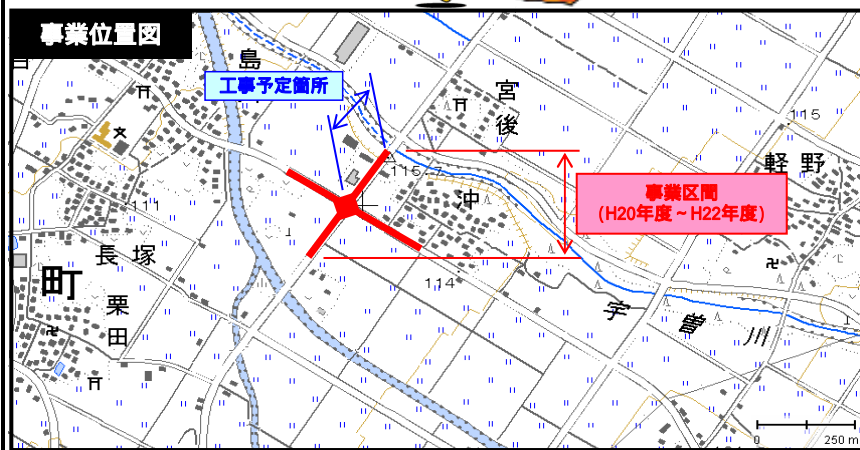 事業位置図
島
工事予定箇所
宮
後
115
軽野
115.7
沖
事業区間
(H20年度~H22年度)
111
長塚
町
栗
田
114
宇曽川
0
250 m